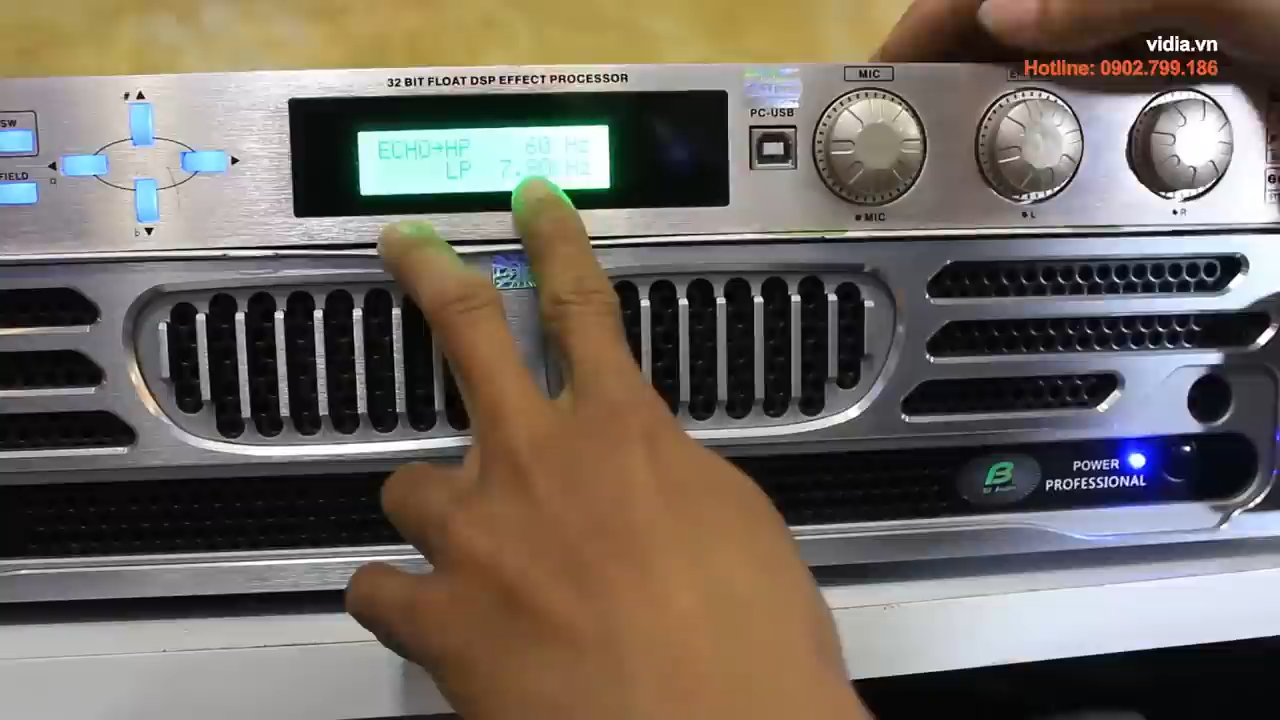 vidia.vn
Hotline: 0902.799.186
32 BIT FLOAT DSP EFFECT PROCESSOR
MIC
SW
# ▲
PC-USB
ECHO→HP 60 Hz
LP
FIELD
b ▼
#MIC
L
R
POWER
PROFESSIONAL